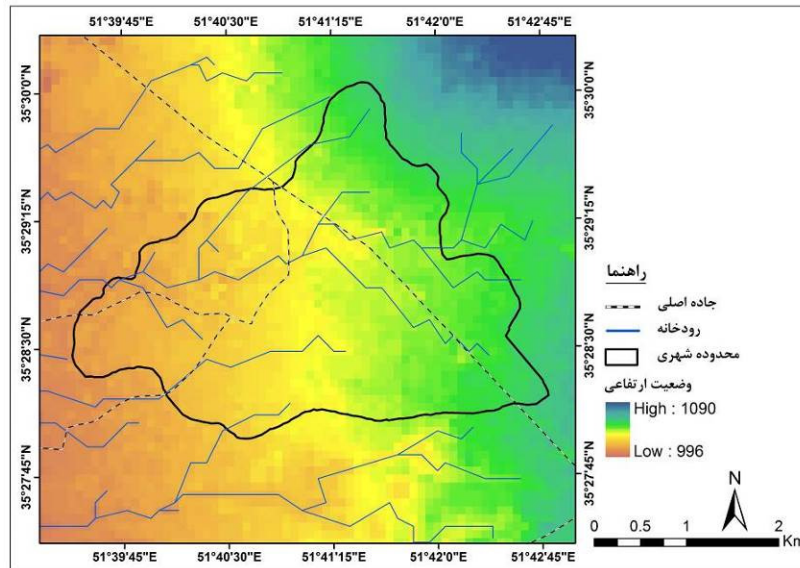 51°39'45"E 51°40'30"E 51°41'15"E 51°42'0"E 51°42'45"E
35°30'0"N 35°30'0"N
35°29'15"N 35°29'15"N
35°28'30"N 35°28'30"N
35°27'45"N 35°27'45"N
51°39'45"E 51°40'30"E 51°41'15"E 51°42'0"E 51°42'45"E
راهنما
جاده اصلی
رودخانه
محدوده شهری
وضعیت ارتفاعی
High : 1090
Low : 996
N
0 0.5 1 2
Km